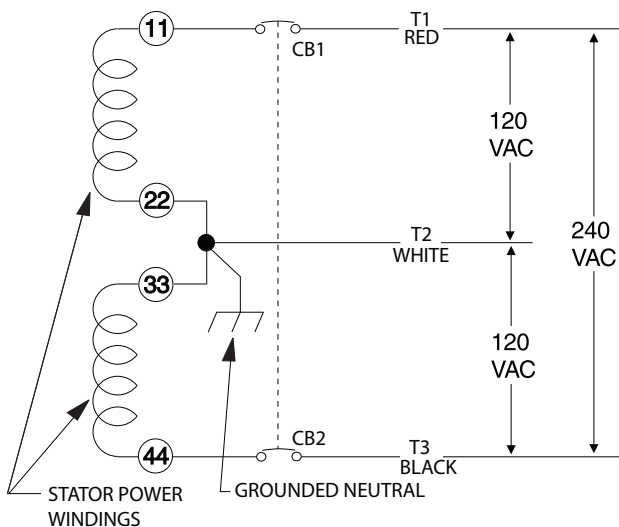 11
T1
RED
CB1
120
VAC
22
T2
WHITE
240
VAC
33
120
VAC
44
CB2
T3
BLACK
STATOR POWER
WINDINGS
GROUNDED NEUTRAL